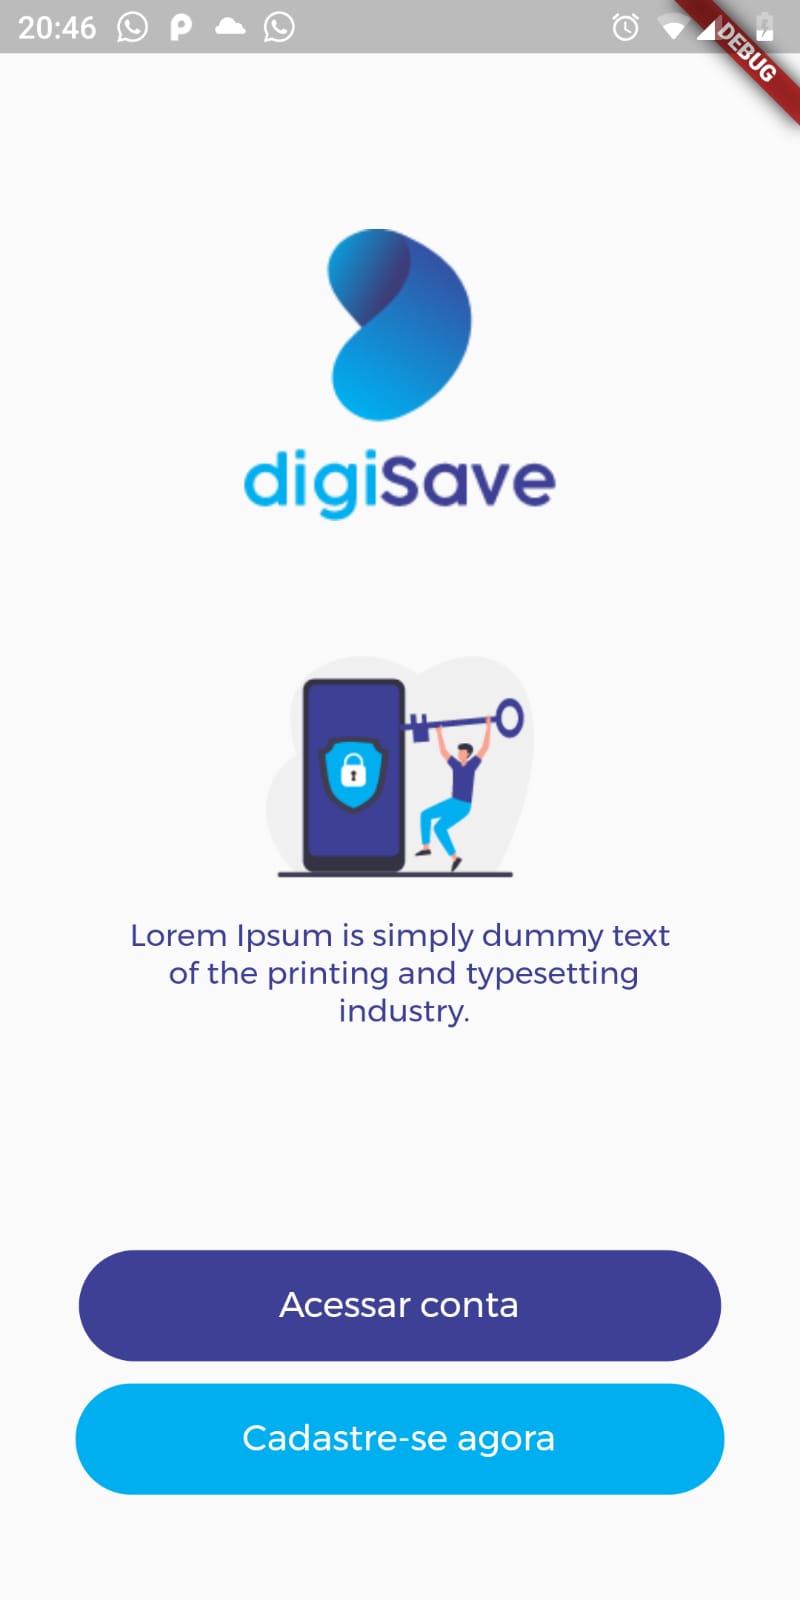 20:46
DEBUG
digiSave
Lorem Ipsum is simply dummy text
of the printing and typesetting
industry.
Acessar conta
Cadastre-se agora